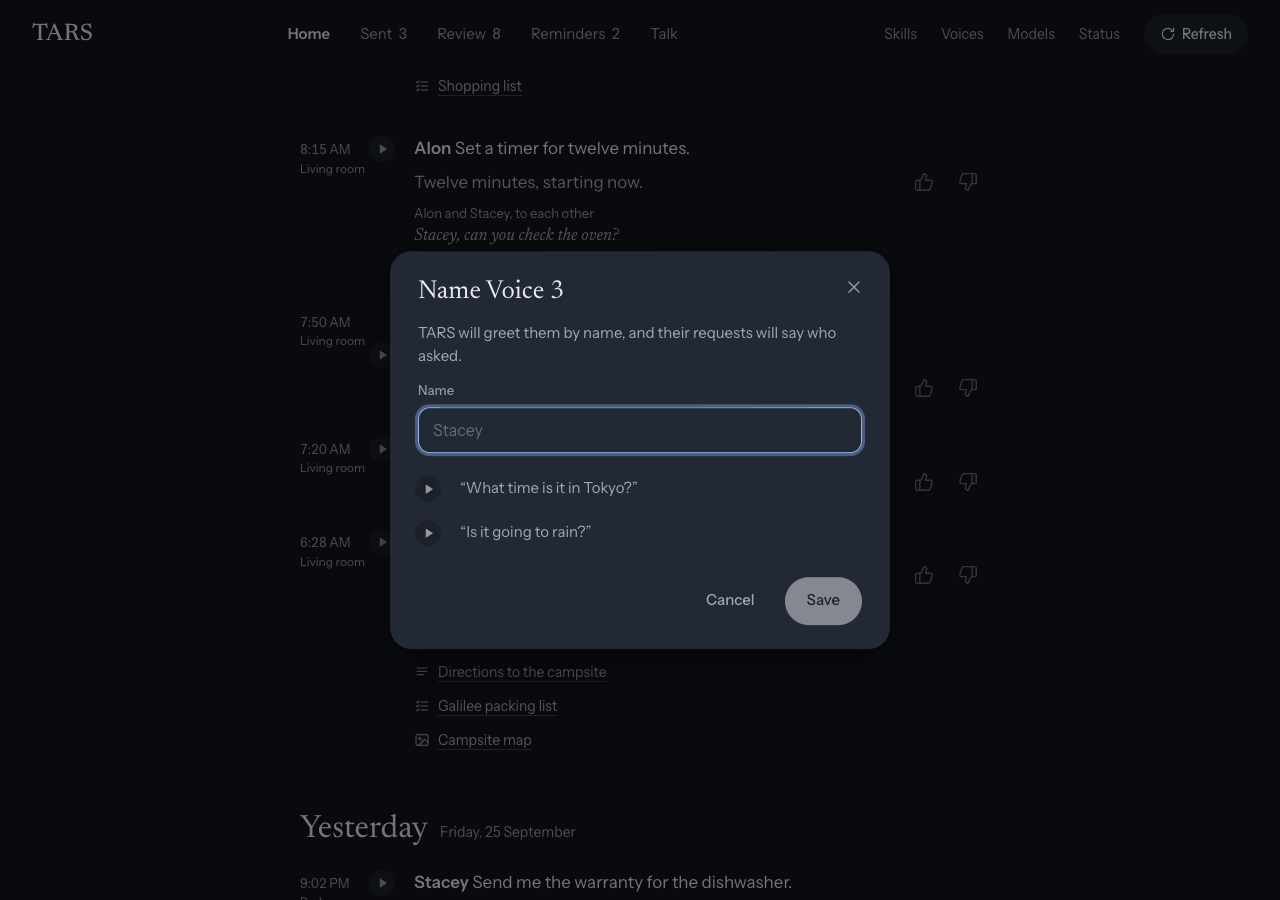 TARS
Home
Sent 3
Review 8
Reminders 2
Talk
Skills
Voices
Models
Status
Refresh
Shopping list
8:15 AM
Living room
Alon Set a timer for twelve minutes.
Twelve minutes, starting now.
Alon and Stacey, to each other
Stacey, can you check the oven?
7:50 AM
Living room
7:20 AM
Living room
6:28 AM
Living room
Name Voice 3
TARS will greet them by name, and their requests will say who
asked.
Name
Stacey
“What time is it in Tokyo?”
“Is it going to rain?”
Cancel
Save
Directions to the campsite
Galilee packing list
Campsite map
Yesterday
Friday, 25 September
9:02 PM
Stacey Send me the warranty for the dishwasher.